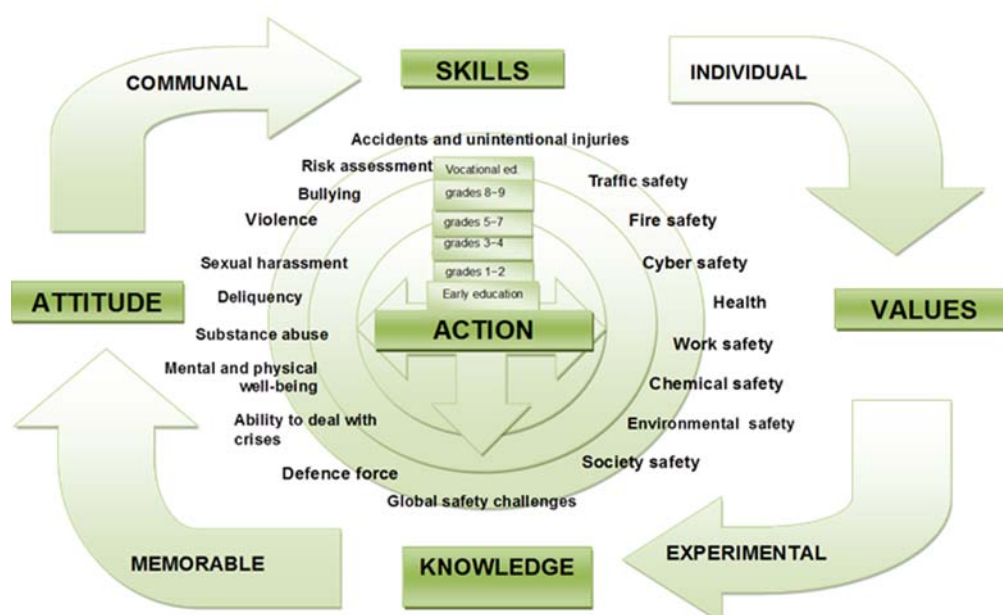 COMMUNAL
SKILLS
INDIVIDUAL
Accidents and unintentional injuries
Risk assessment
Vocational ed.
Traffic safety
Bullying
grades 8–9
Violence
grades 5–7
Fire safety
grades 3–4
Sexual harassment
grades 1–2
Cyber safety
ATTITUDE
Deliquency
Early education
Health
VALUES
Substance abuse
ACTION
Work safety
Mental and physical
well-being
Chemical safety
Ability to deal with
crises
Environmental safety
Defence force
Society safety
Global safety challenges
MEMORABLE
KNOWLEDGE
EXPERIMENTAL